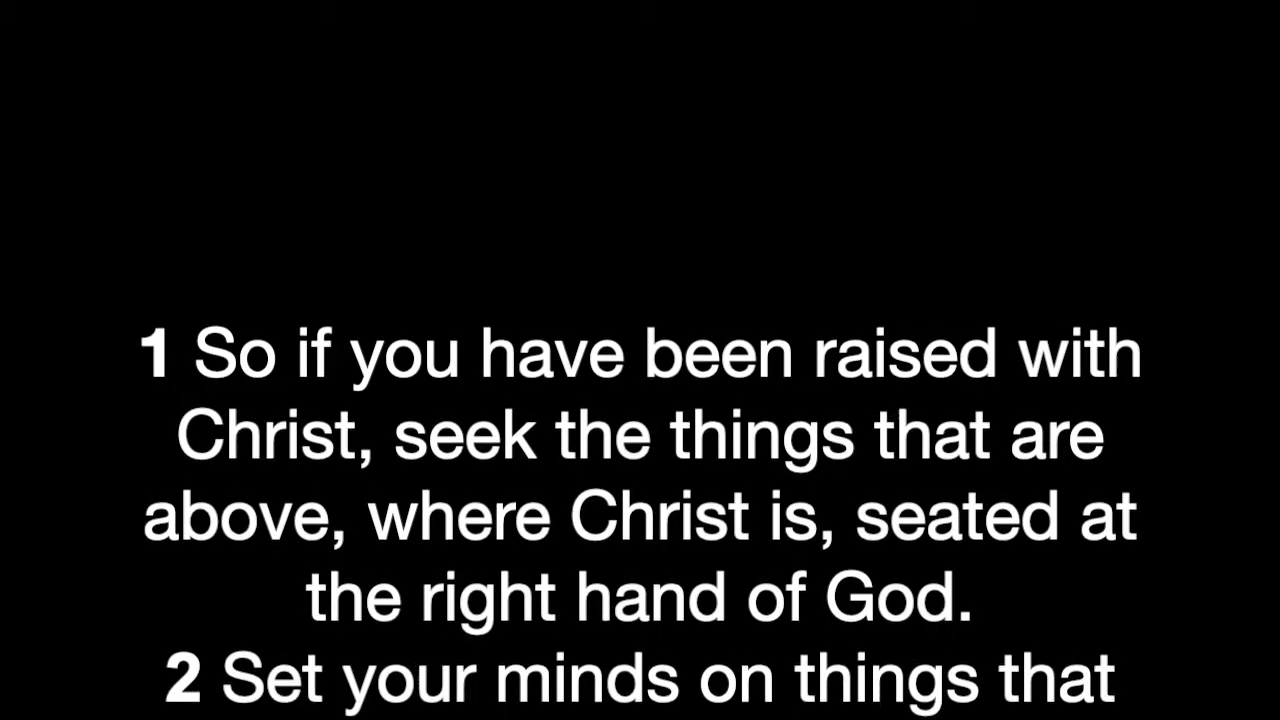 1 So if you have been raised with
Christ, seek the things that are
above, where Christ is, seated at
the right hand of God.
2 Set your minds on things that